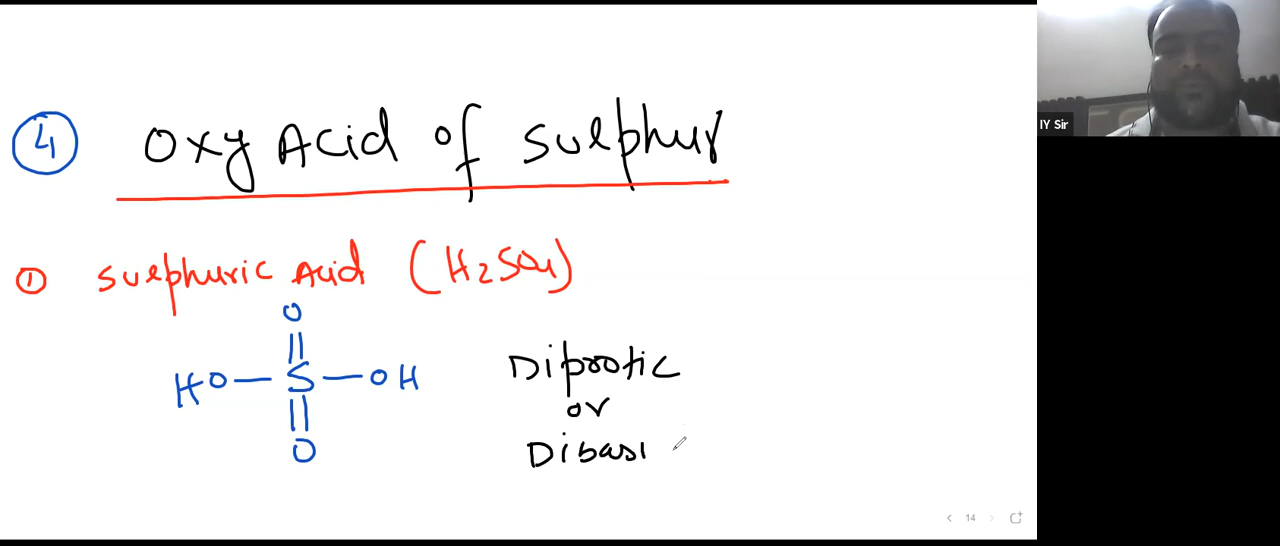 4 Oxy Acid of Sulphur
IY Sir
① Sulphuric Acid (H2SO4)
O
HO—S—OH
O
Diprotic
or
Dibasi
14